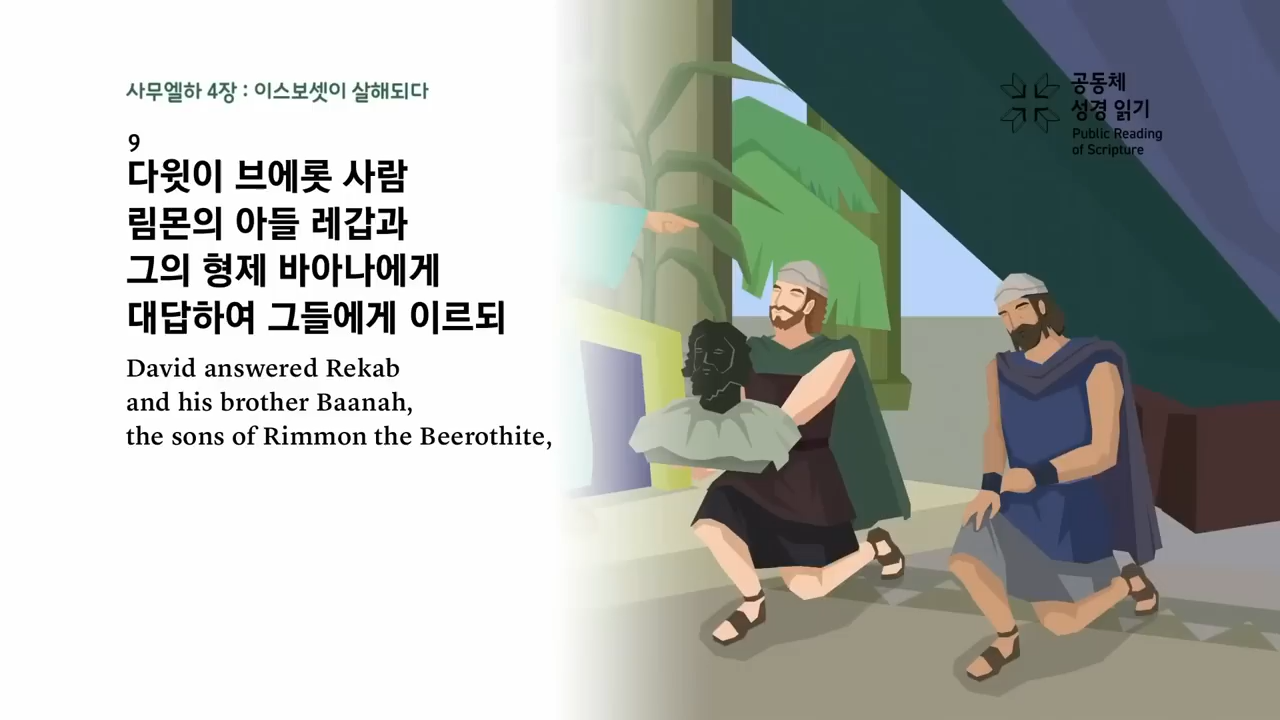 사무엘하 4장 : 이스보셋이 살해되다
9
다윗이 브에롯 사람
림몬의 아들 레갑과
그의 형제 바아나에게
대답하여 그들에게 이르되
David answered Rekab
and his brother Baanah,
the sons of Rimmon the Beerothite,
공동체
성경 읽기
Public Reading
of Scripture